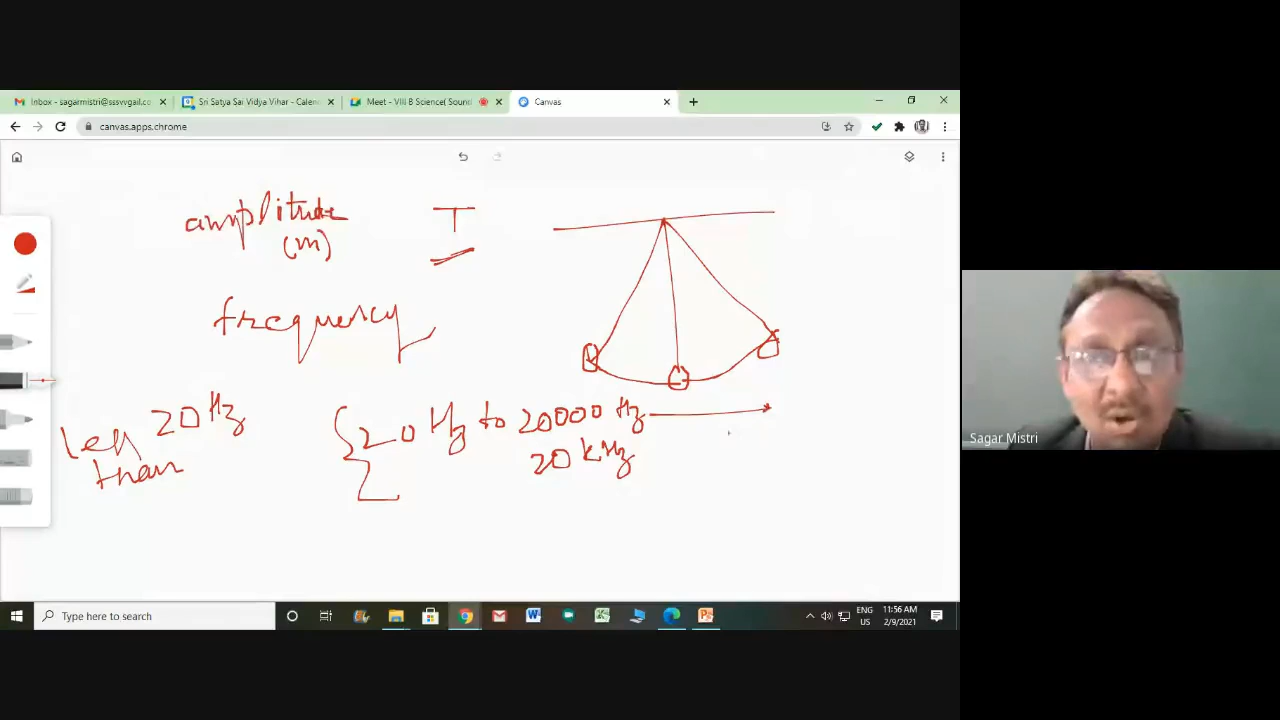 Inbox - sagarmistri@sssvvgail.co
Sri Satya Sai Vidya Vihar - Calend
Meet - VIII B Science( Sound
Canvas
canvas.apps.chrome
amplitude
(m)
T
frequency
Less than 20 Hz
20 Hz to 20000 Hz
20 kHz
Sagar Mistri
Type here to search
ENG
US
11:56 AM
2/9/2021